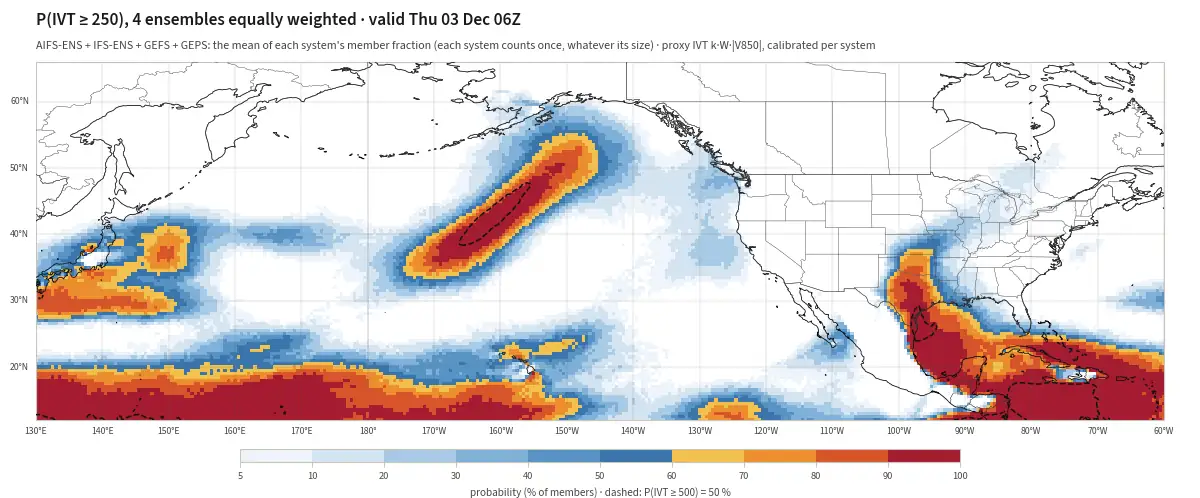 P(IVT ≥ 250), 4 ensembles equally weighted · valid Thu 03 Dec 06Z
AIFS-ENS + IFS-ENS + GEFS + GEPS: the mean of each system's member fraction (each system counts once, whatever its size) · proxy IVT k·W·|V850|, calibrated per system
60°N
50°N
40°N
30°N
20°N
130°E 140°E 150°E 160°E 170°E 180° 170°W 160°W 150°W 140°W 130°W 120°W 110°W 100°W 90°W 80°W 70°W 60°W
5 10 20 30 40 50 60 70 80 90 100
probability (% of members) · dashed: P(IVT ≥ 500) = 50 %